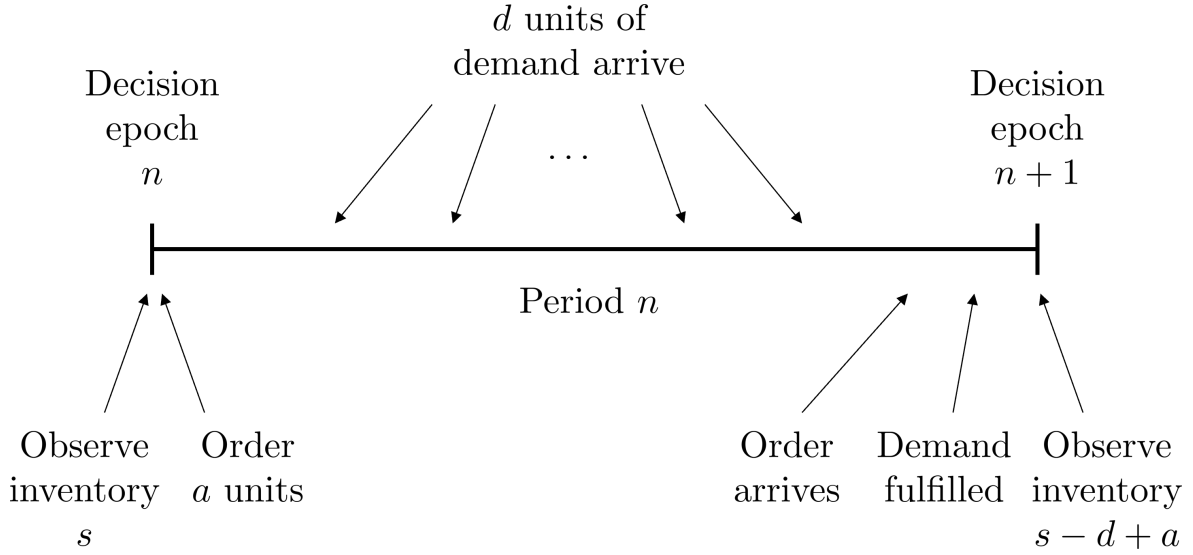 d units of
demand arrive
Decision
epoch
n
. . .
Decision
epoch
n + 1
Period n
Observe
inventory
s
Order
a units
Order
arrives
Demand
fulfilled
Observe
inventory
s − d + a